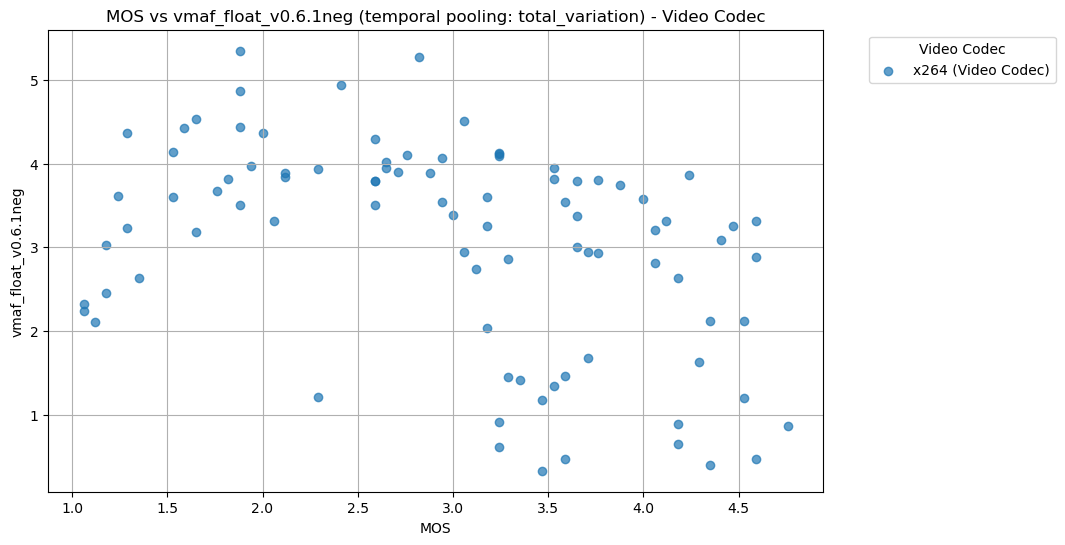 MOS vs vmaf_float_v0.6.1neg (temporal pooling: total_variation) - Video Codec
Video Codec
x264 (Video Codec)
vmaf_float_v0.6.1neg
5
4
3
2
1
1.0 1.5 2.0 2.5 3.0 3.5 4.0 4.5
MOS